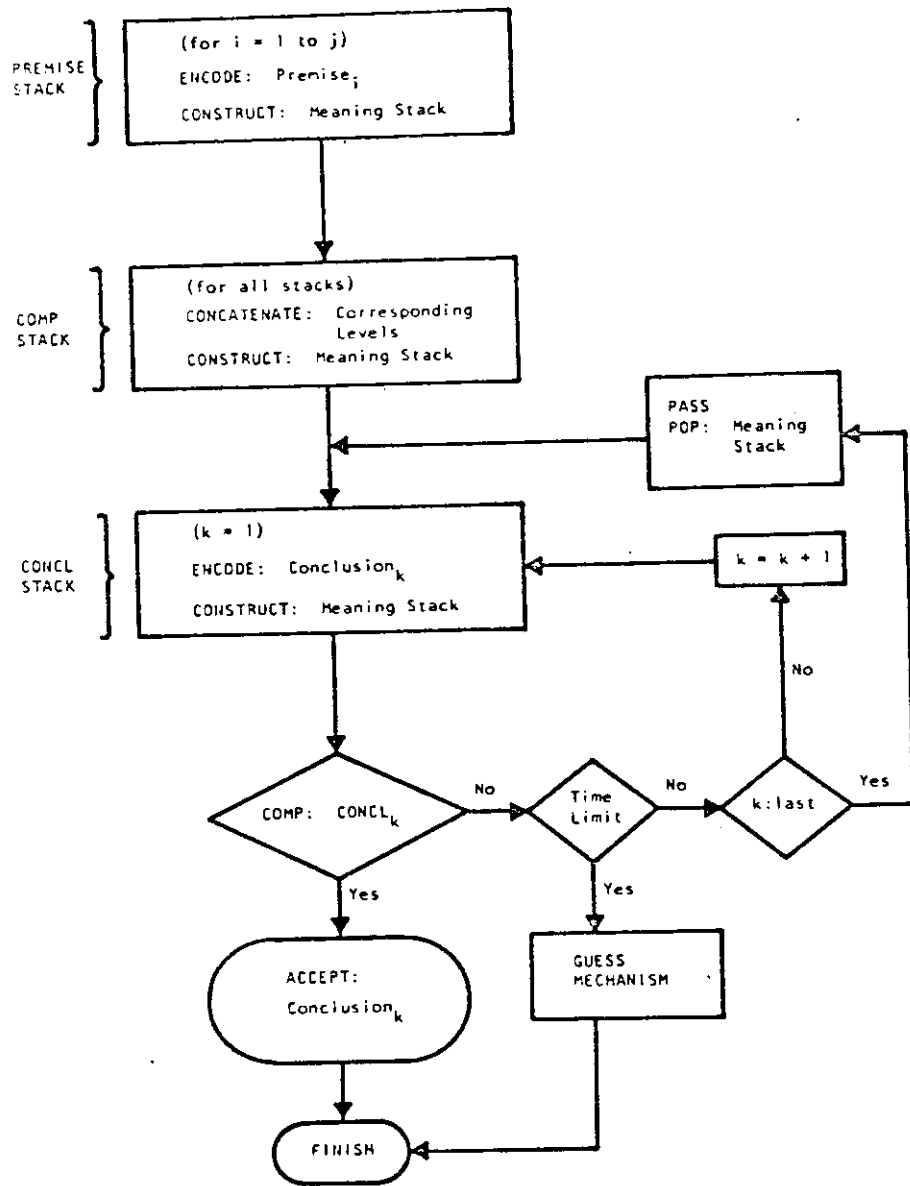 (for i = 1 to j)
PREMISE
STACK
ENCODE: Premise_i
CONSTRUCT: Meaning Stack
(for all stacks)
COMP
STACK
CONCATENATE: Corresponding
Levels
CONSTRUCT: Meaning Stack
PASS
POP: Meaning
Stack
(k = 1)
CONCL
STACK
ENCODE: Conclusion_k
CONSTRUCT: Meaning Stack
k = k + 1
No
COMP: CONCL_k
No
Time
Limit
No
k:last
Yes
Yes
Yes
ACCEPT:
Conclusion_k
GUESS
MECHANISM
FINISH